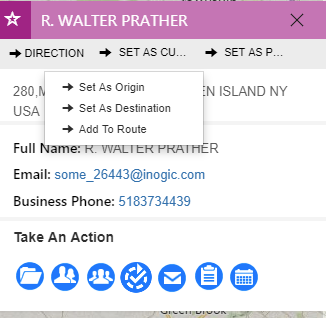 R. WALTER PRATHER
DIRECTION SET AS CU... SET AS P...
Set As Origin
Set As Destination
Add To Route
280, EN ISLAND NY
USA
Full Name: R. WALTER PRATHER
Email: some_26443@inogic.com
Business Phone: 5183734439
Take An Action
Green Brook